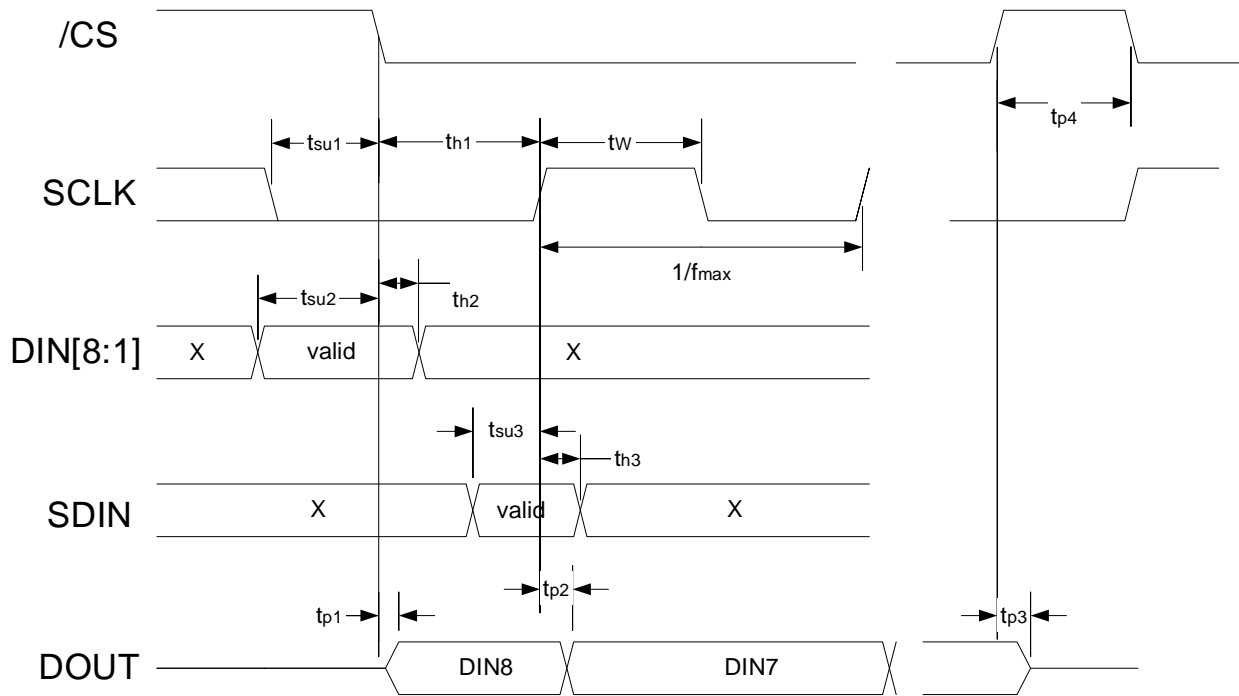 /CS
tp4
tsu1 th1 tW
SCLK
1/fmax
tsu2 th2
DIN[8:1] X valid X
tsu3
th3
SDIN X valid X
tp2
tp1 tp3
DOUT DIN8 DIN7